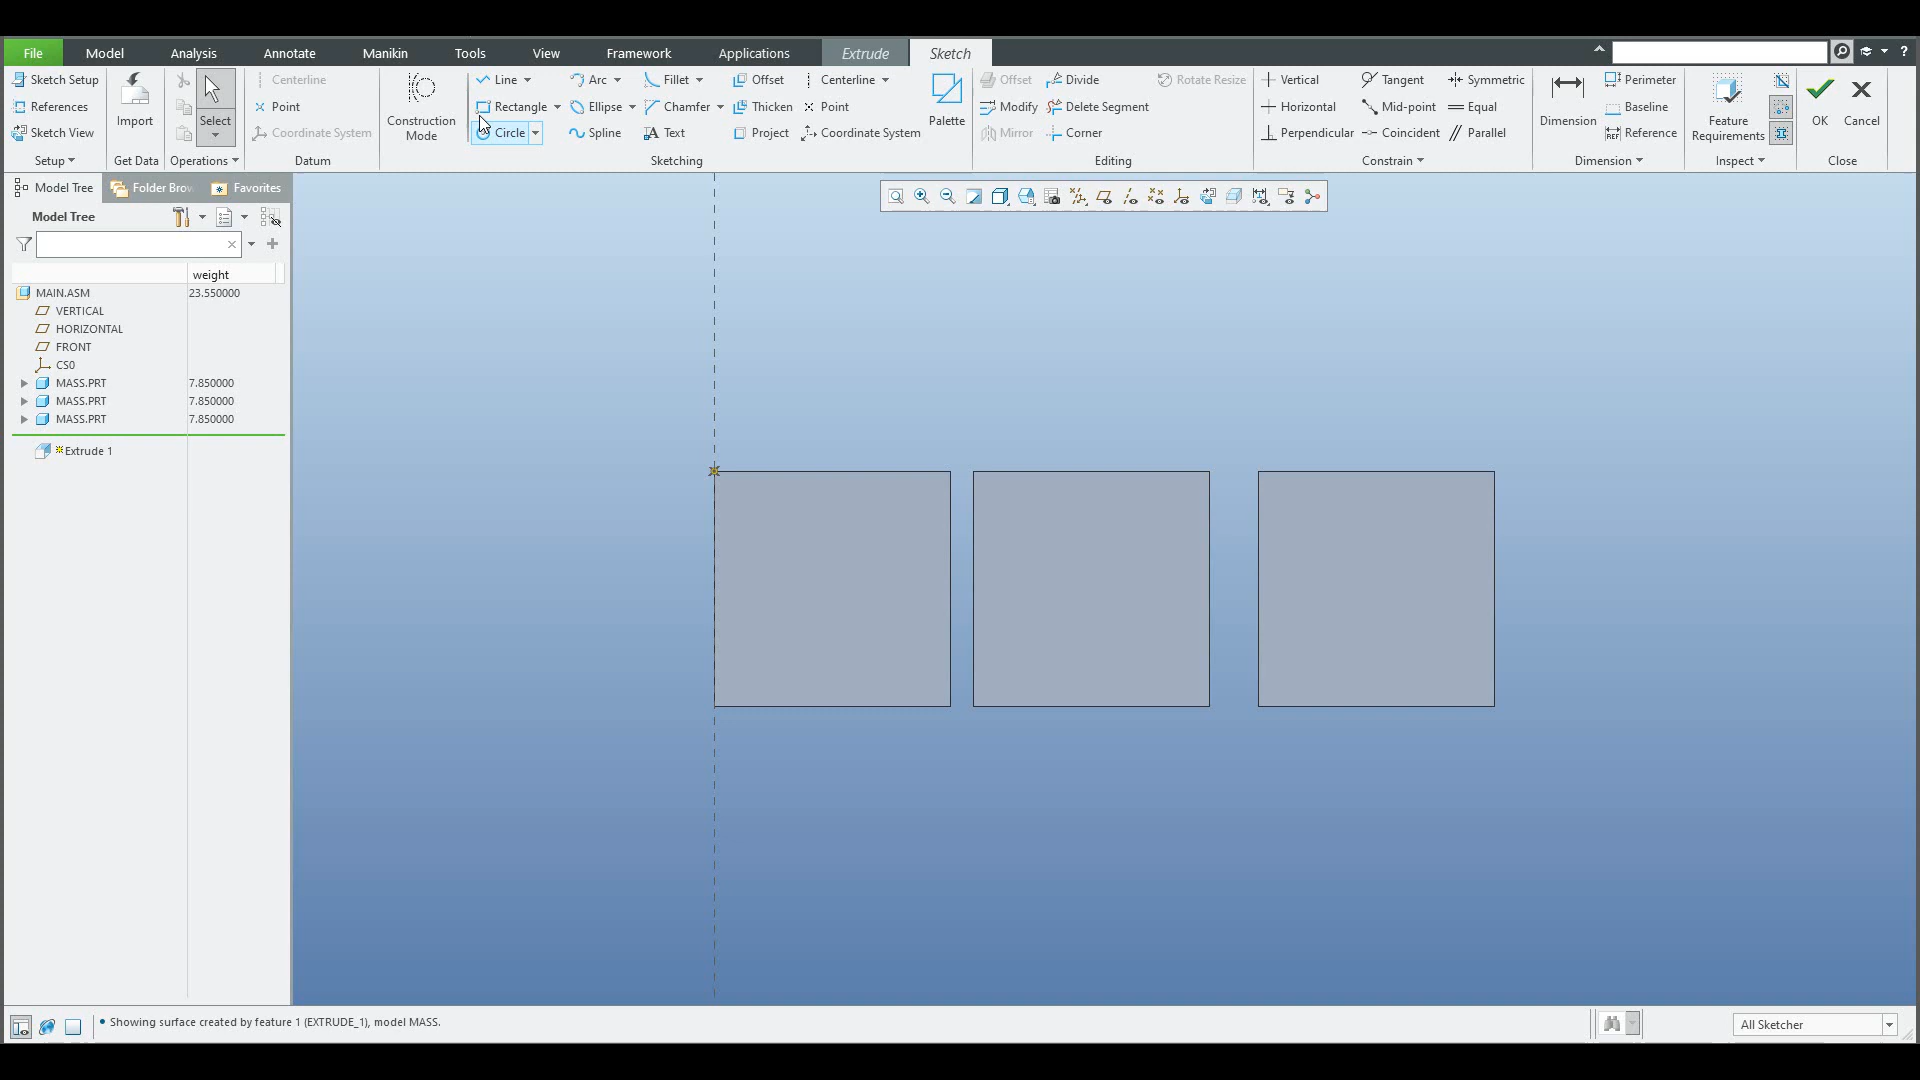 File Model Analysis Annotate Manikin Tools View Framework Applications Extrude Sketch ?
Sketch Setup Centerline Line Arc Fillet Offset Centerline Offset Divide Rotate Resize Vertical Tangent Symmetric Perimeter
References Point Rectangle Ellipse Chamfer Thicken Point Modify Delete Segment Horizontal Mid-point Equal Baseline
Import Select Construction Mode Palette Dimension Feature Requirements OK Cancel
Sketch View Coordinate System Circle Spline Text Project Coordinate System Mirror Corner Perpendicular Coincident Parallel Reference
Setup Get Data Operations Datum Sketching Editing Constrain Dimension Inspect Close
Model Tree Folder Brow Favorites
Model Tree
weight
MAIN.ASM 23.550000
VERTICAL
HORIZONTAL
FRONT
CS0
MASS.PRT 7.850000
MASS.PRT 7.850000
MASS.PRT 7.850000
Extrude 1
• Showing surface created by feature 1 (EXTRUDE_1), model MASS.
All Sketcher